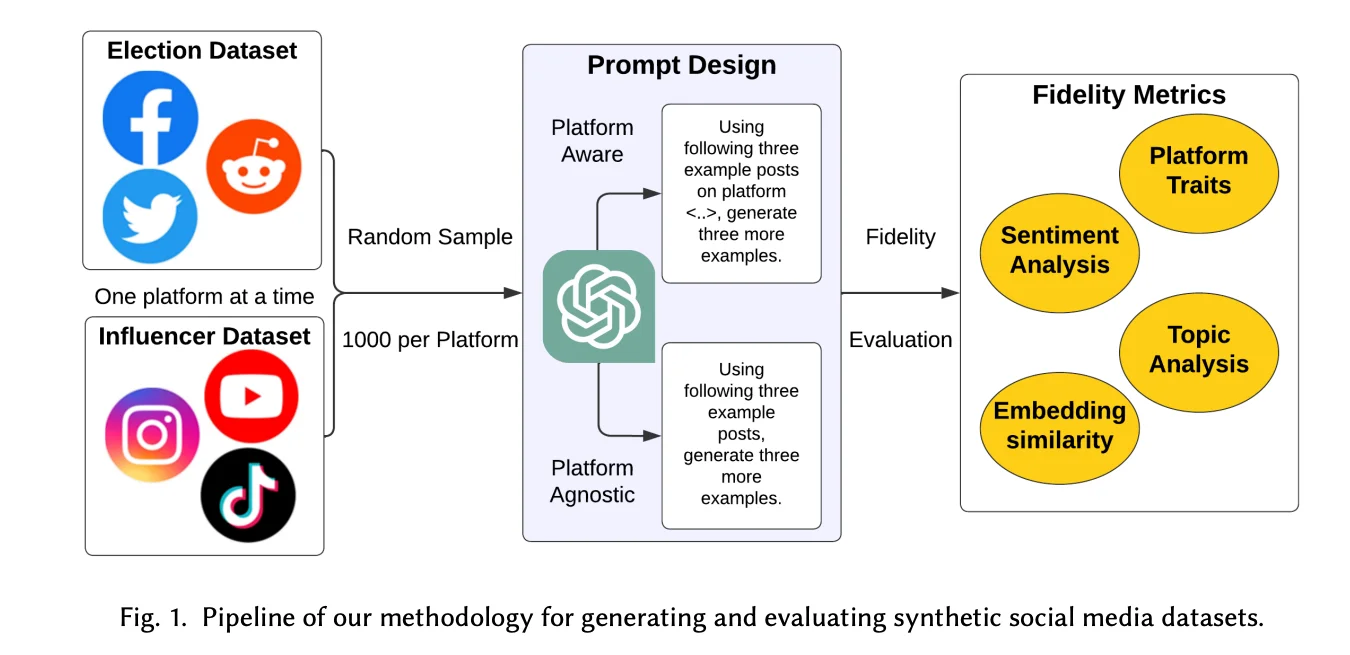 Election Dataset
One platform at a time
Influencer Dataset
Random Sample
1000 per Platform
Prompt Design
Platform
Aware
Using
following three
example posts
on platform
<..>, generate
three more
examples.
Platform
Agnostic
Using
following three
example
posts,
generate three
more
examples.
Fidelity
Evaluation
Fidelity Metrics
Platform
Traits
Sentiment
Analysis
Topic
Analysis
Embedding
similarity
Fig. 1. Pipeline of our methodology for generating and evaluating synthetic social media datasets.